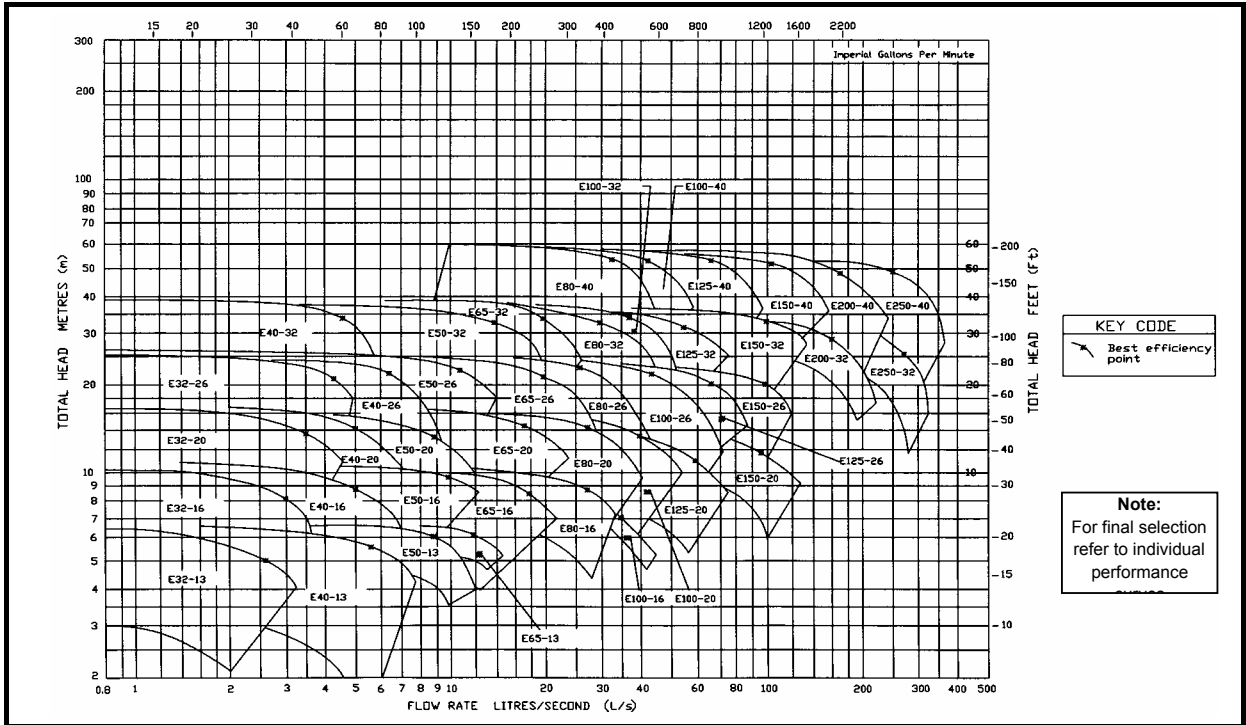 15 20 30 40 60 80 100 150 200 300 400 600 800 1200 1600 2200
Imperial Gallons Per Minute
300
200
100
90
80
70
60
50
40
30
20
10
9
8
7
6
5
4
3
2
TOTAL HEAD METRES (m)
E100-32
E100-40
E80-40
E125-40
E150-40
E200-40
E250-40
E40-32
E50-32
E65-32
E80-32
E125-32
E150-32
E200-32
E250-32
E32-26
E40-26
E50-26
E65-26
E80-26
E100-26
E150-26
E125-26
E32-20
E40-20
E50-20
E65-20
E80-20
E150-20
E125-20
E32-16
E40-16
E50-16
E65-16
E80-16
E100-16
E100-20
E32-13
E40-13
E50-13
E65-13
60
50
40
30
20
10
200
150
100
80
60
50
40
30
20
15
10
TOTAL HEAD FEET (Ft)
0.8 1 2 3 4 5 6 7 8 9 10 20 30 40 60 80 100 200 300 400 500
FLOW RATE LITRES/SECOND (L/s)
KEY CODE
Best efficiency
point
Note:
For final selection
refer to individual
performance